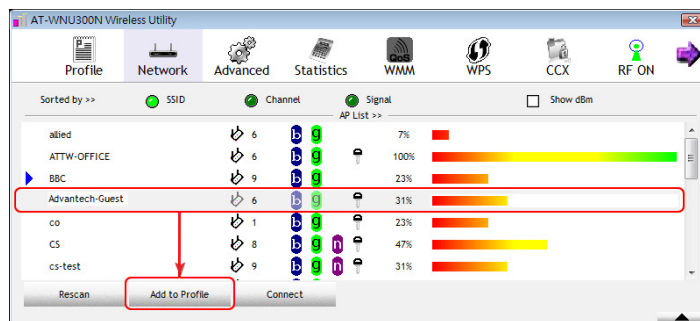 AT-WNU300N Wireless Utility
Profile Network Advanced Statistics QoS WMM WPS CCX RF ON
Sorted by >> SSID Channel Signal Show dBm
AP List >>
allied 6 b g 7%
ATTW-OFFICE 6 b g 100%
BBC 9 b g 23%
Advantech-Guest 6 b g 31%
co 1 b g 23%
CS 8 b g n 47%
cs-test 9 b g n 31%
Rescan Add to Profile Connect